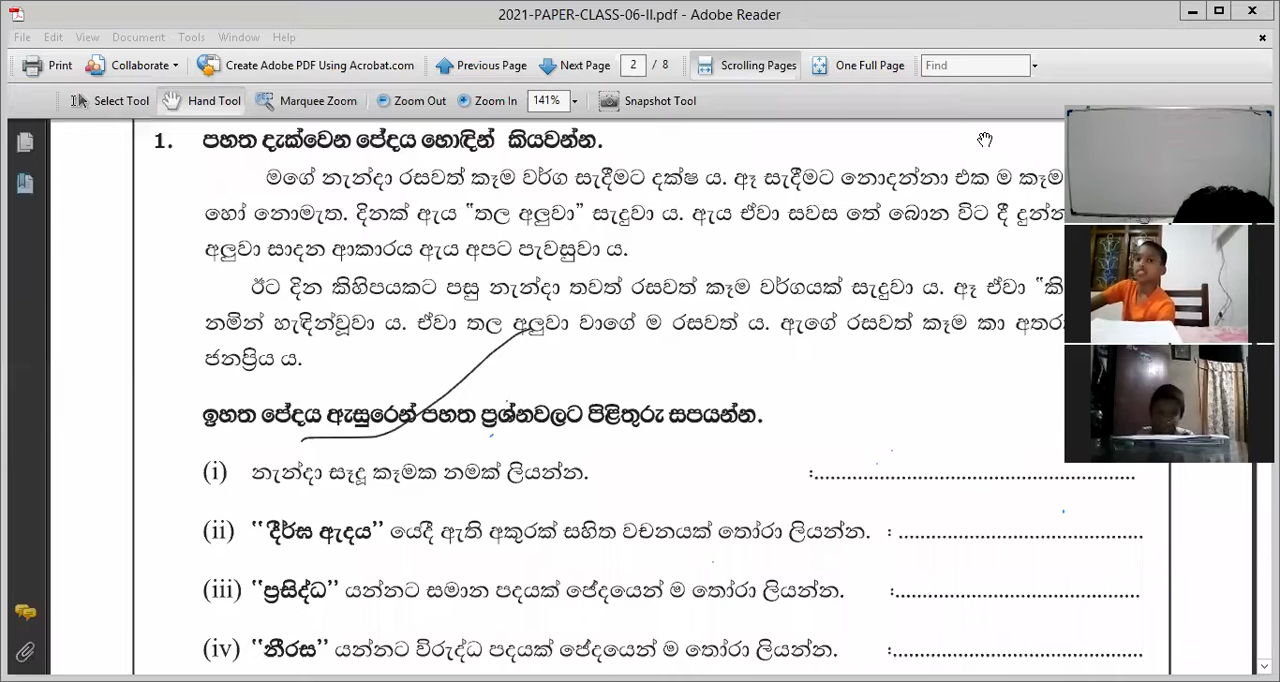 2021-PAPER-CLASS-06-II.pdf - Adobe Reader
File Edit View Document Tools Window Help
Print Collaborate Create Adobe PDF Using Acrobat.com Previous Page Next Page 2 / 8 Scrolling Pages One Full Page Find
Select Tool Hand Tool Marquee Zoom Zoom Out Zoom In 141% Snapshot Tool
1. පහත දැක්වෙන ඡේදය හොඳින් කියවන්න.
මගේ නැන්දා රසවත් කෑම වර්ග සෑදීමට දක්ෂ ය. ඈ සෑදීමට නොදන්නා එක ම කෑම
හෝ නොමැත. දිනක් ඇය “තල අලුවා” සෑදුවා ය. ඇය ඒවා සවස තේ බොන විට දී දුන්න
අලුවා සාදන ආකාරය ඇය අපට පැවසුවා ය.
ඊට දින කිහිපයකට පසු නැන්දා තවත් රසවත් කෑම වර්ගයක් සෑදුවා ය. ඈ ඒවා “කි
නමින් හැඳින්වූවා ය. ඒවා තල අලුවා වාගේ ම රසවත් ය. ඇගේ රසවත් කෑම කා අතර
ජනප්‍රිය ය.
ඉහත ඡේදය ඇසුරෙන් පහත ප්‍රශ්නවලට පිළිතුරු සපයන්න.
(i) නැන්දා සෑදූ කෑමක නමක් ලියන්න. :..........................................................
(ii) “දීර්ඝ ඇදය” යෙදී ඇති අකුරක් සහිත වචනයක් තෝරා ලියන්න. : ............................................
(iii) “ප්‍රසිද්ධ” යන්නට සමාන පදයක් ඡේදයෙන් ම තෝරා ලියන්න. :............................................
(iv) “නීරස” යන්නට විරුද්ධ පදයක් ඡේදයෙන් ම තෝරා ලියන්න. :............................................